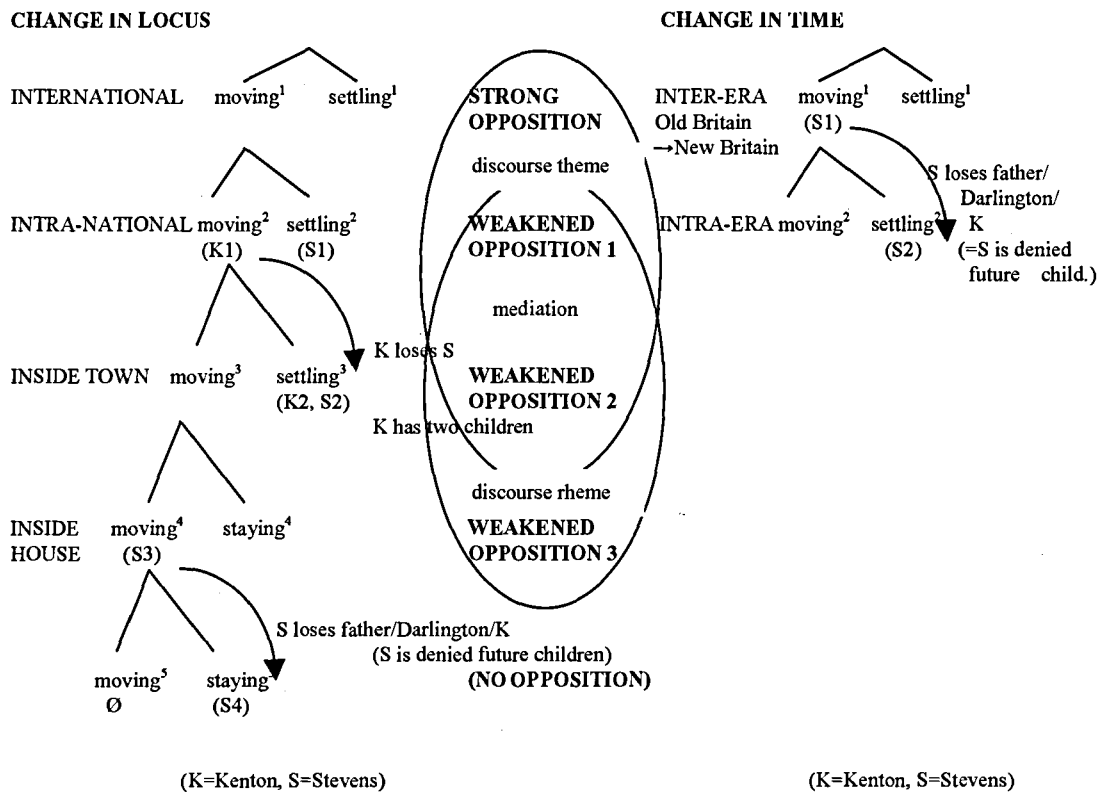 CHANGE IN LOCUS
CHANGE IN TIME
INTERNATIONAL moving¹ settling¹
STRONG
OPPOSITION
discourse theme
INTER-ERA moving¹ settling¹
Old Britain (S1)
→New Britain
S loses father/
Darlington/
K
(=S is denied
future child.)
INTRA-NATIONAL moving² settling²
(K1) (S1)
WEAKENED
OPPOSITION 1
INTRA-ERA moving² settling²
(S2)
mediation
K loses S
INSIDE TOWN moving³ settling³
(K2, S2)
WEAKENED
OPPOSITION 2
K has two children
discourse rheme
INSIDE moving⁴ staying⁴
HOUSE (S3)
WEAKENED
OPPOSITION 3
S loses father/Darlington/K
(S is denied future children)
(NO OPPOSITION)
moving⁵ staying
Ø (S4)
(K=Kenton, S=Stevens)
(K=Kenton, S=Stevens)